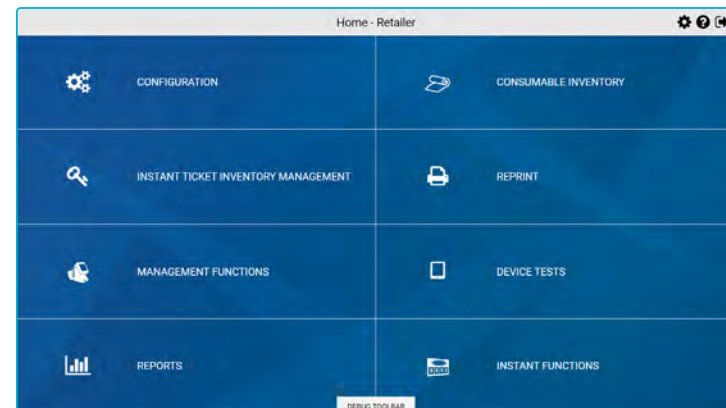 Home - Retailer
CONFIGURATION
CONSUMABLE INVENTORY
INSTANT TICKET INVENTORY MANAGEMENT
REPRINT
MANAGEMENT FUNCTIONS
DEVICE TESTS
REPORTS
INSTANT FUNCTIONS
DEBUG TOOLBAR